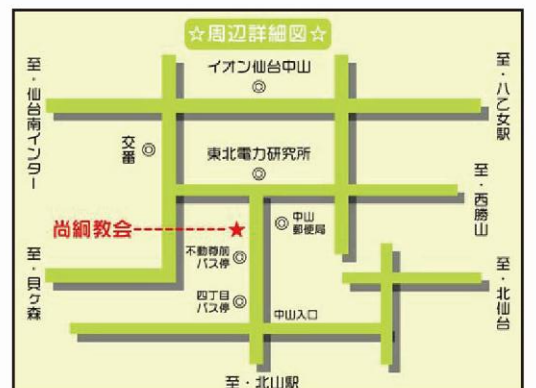 ☆周辺詳細図☆
イオン仙台中山
至・仙台南インター
至・八乙女駅
交番
東北電力研究所
至・西勝山
尚絅教会
中山
郵便局
不動尊前
バス停
至・貝ヶ森
至・北仙台
四丁目
バス停
中山入口
至・北山駅